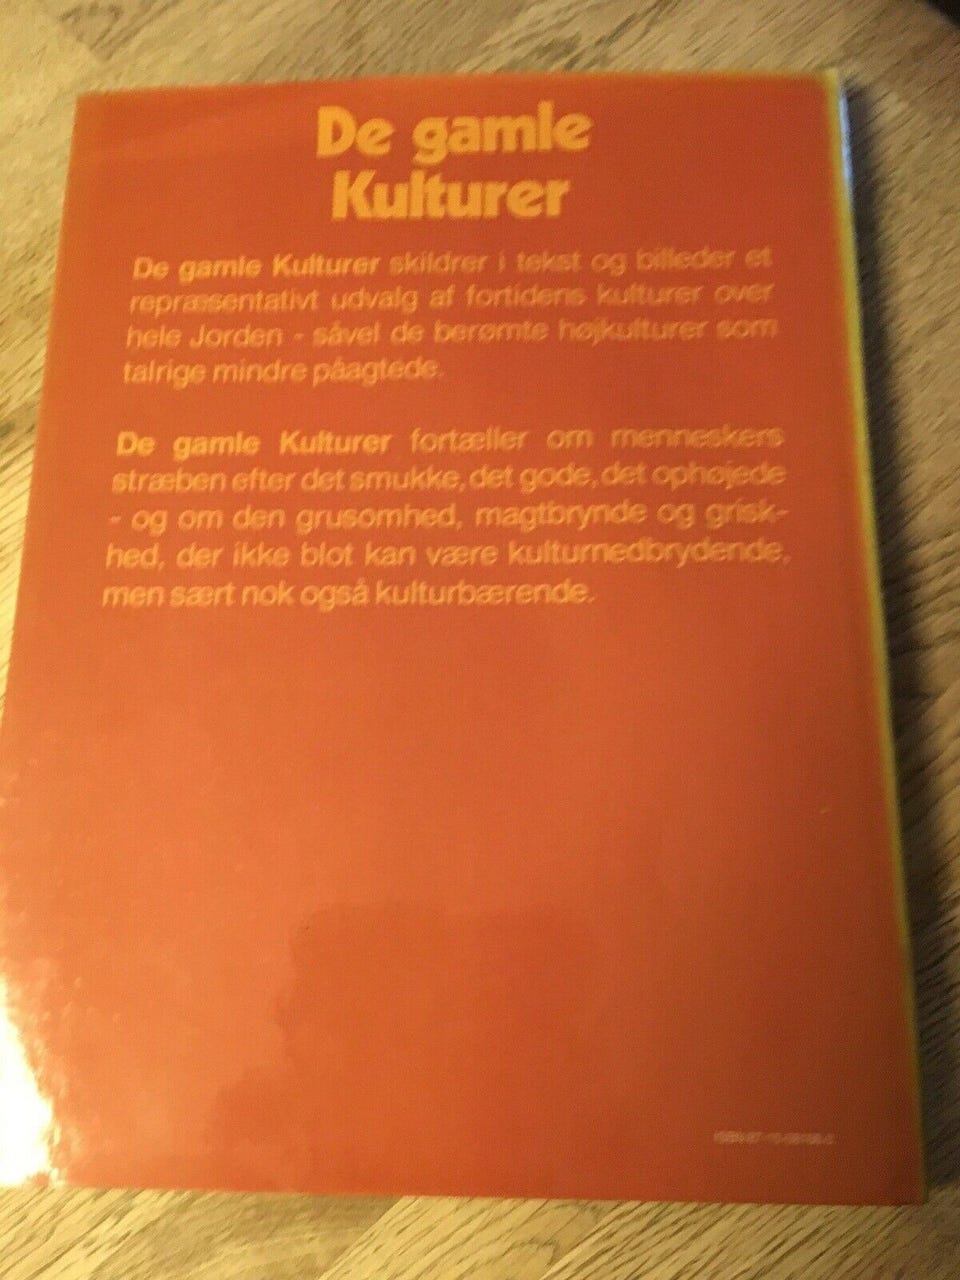 De gamle
Kulturer
De gamle Kulturer skildrer i tekst og billeder et
repræsentativt udvalg af fortidens kulturer over
hele Jorden - såvel de berømte højkulturer som
talrige mindre påagtede.
De gamle Kulturer fortæller om menneskers
stræben efter det smukke, det gode, det ophøjede
- og om den grusomhed, magtbrynde og grisk-
hed, der ikke blot kan være kulturnedbrydende,
men sært nok også kulturbærende.